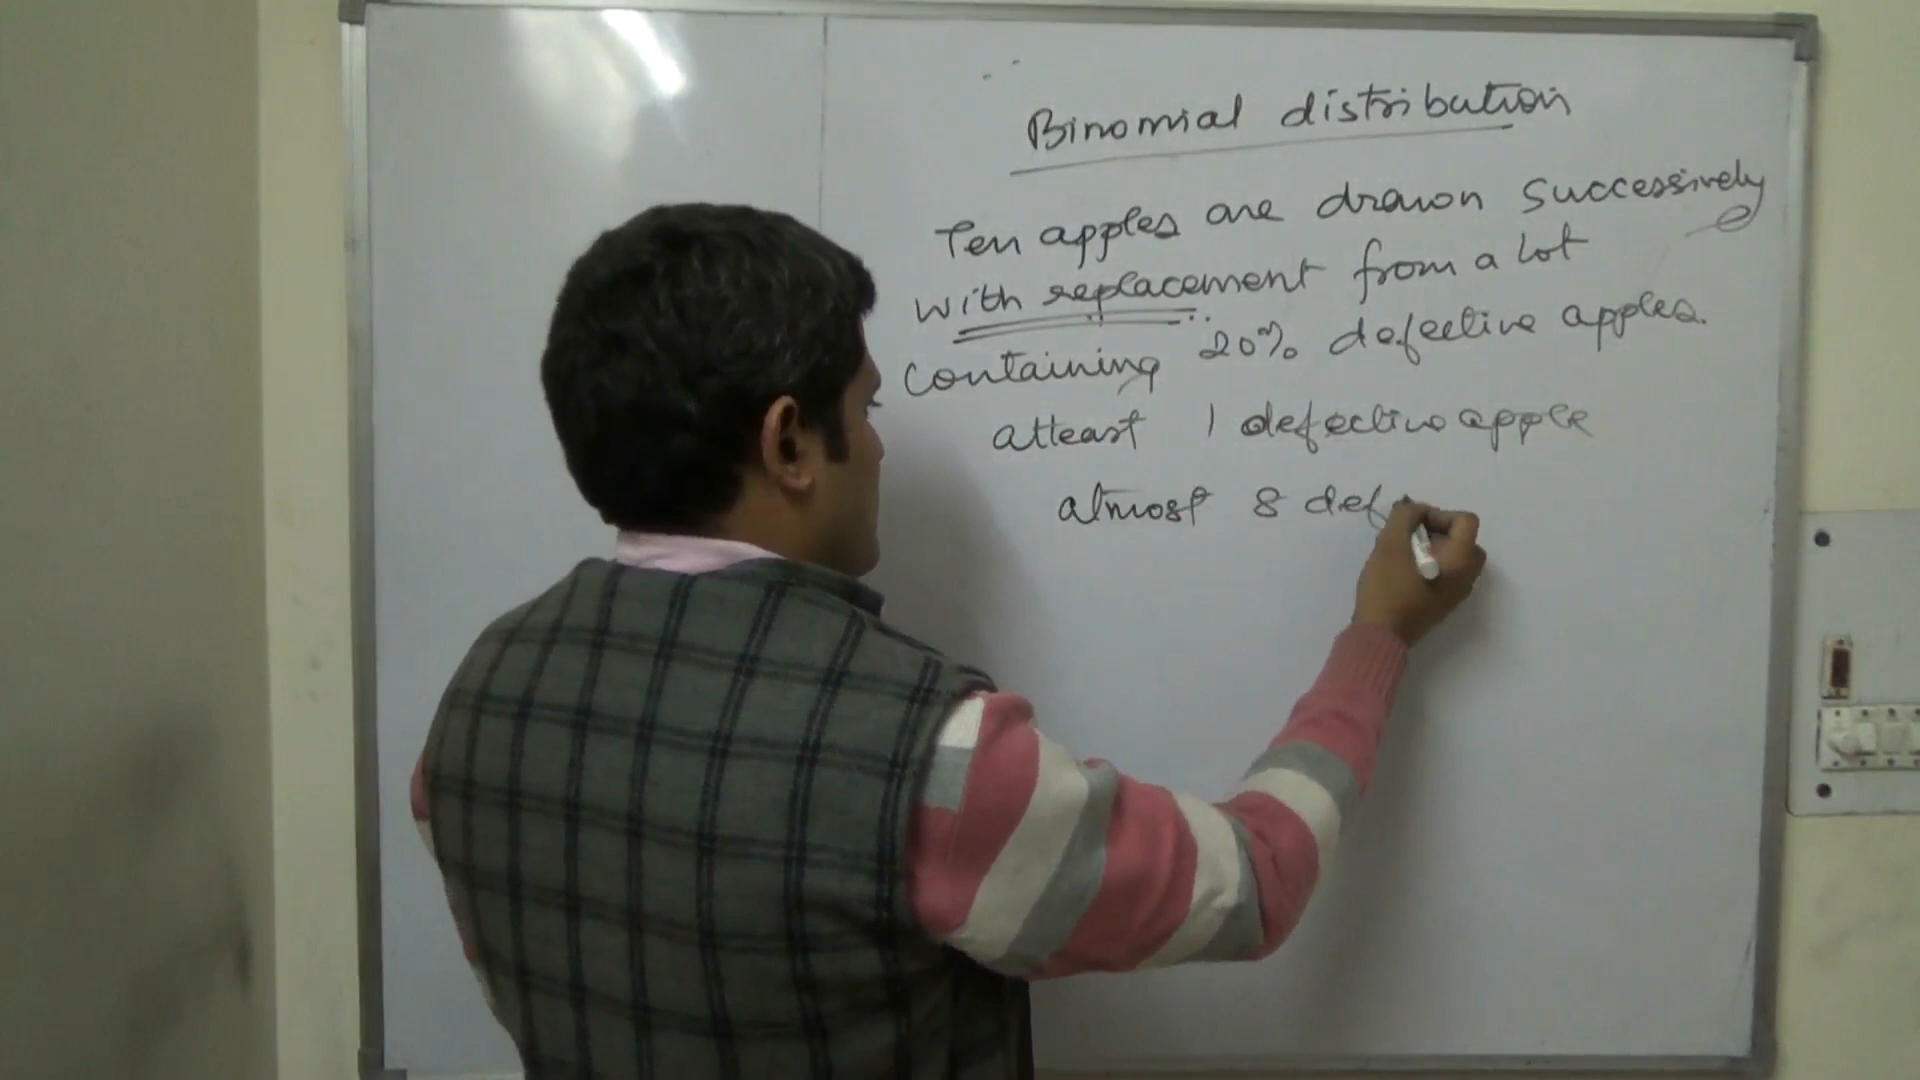 Binomial distribution
Ten apples are drawn successively
with replacement from a lot
containing 20% defective apples.
atleast 1 defective apple
atmost 8 def